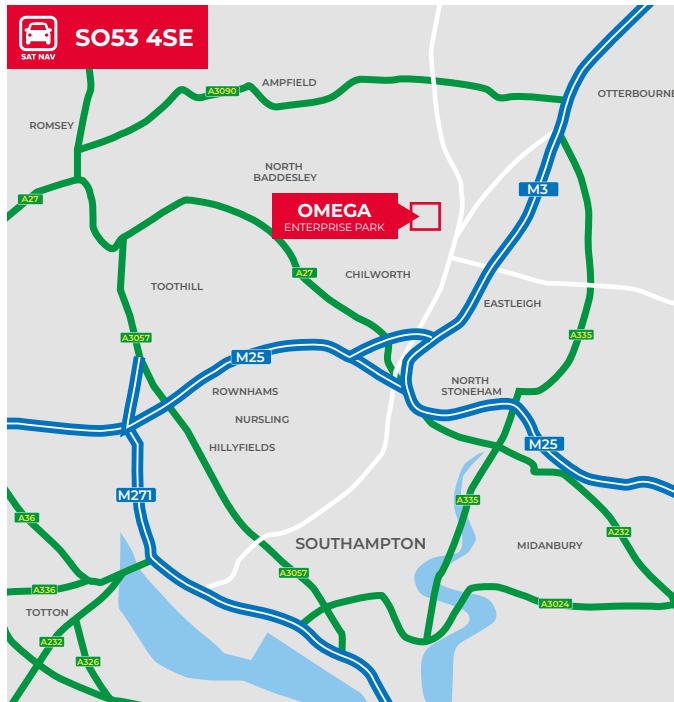 SAT NAV
SO53 4SE
AMPFIELD
A3090
OTTERBOURNE
ROMSEY
NORTH
BADDESLEY
A27
M3
OMEGA
ENTERPRISE PARK
A27
CHILWORTH
TOOTHILL
EASTLEIGH
A3057
A335
M25
NORTH
STONEHAM
ROWNHAMS
NURSLING
HILLYFIELDS
M25
M271
A335
A36
A232
SOUTHAMPTON
MIDANBURY
A3057
A336
A3024
TOTTON
A232
A326